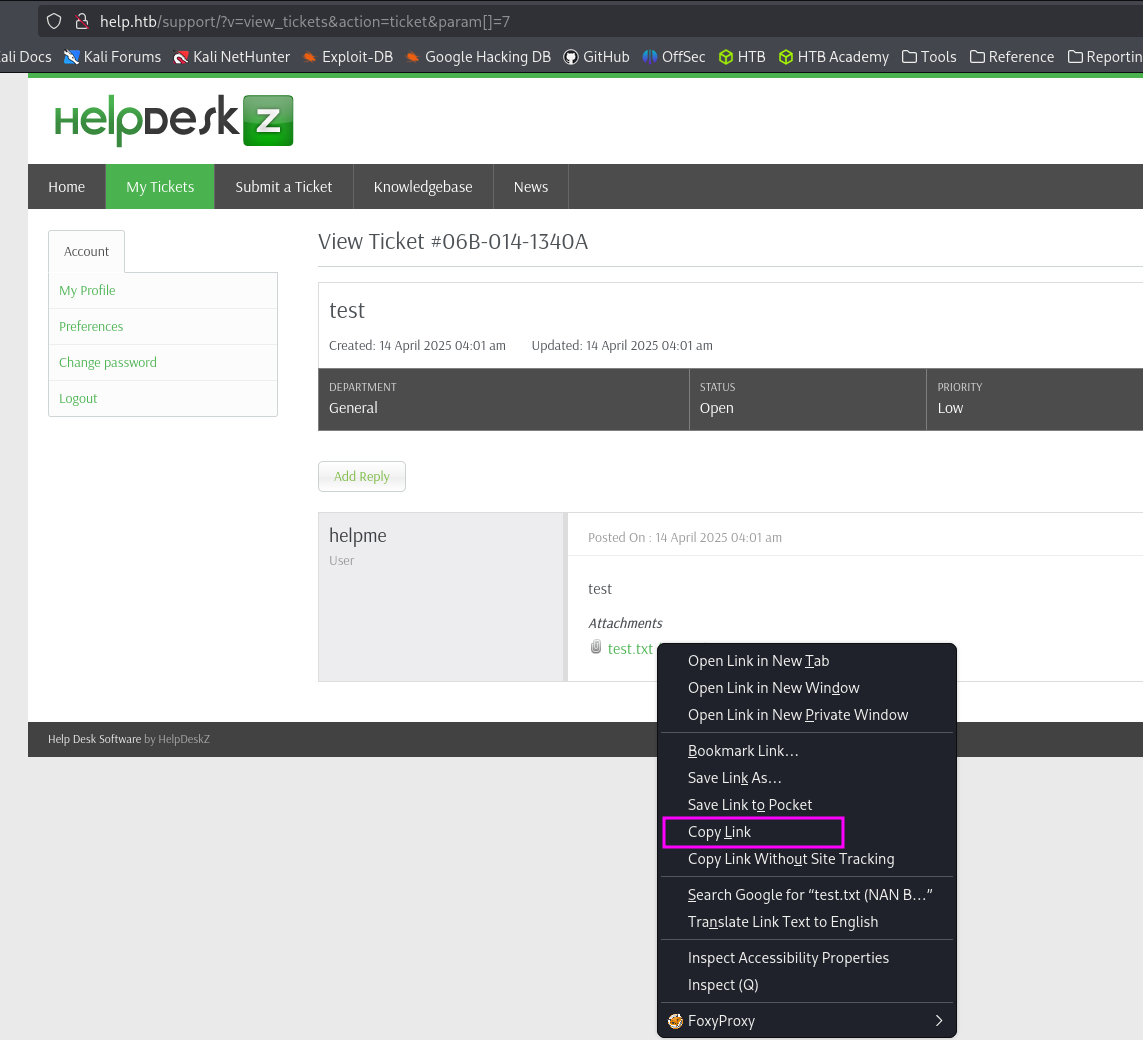 help.htb/support/?v=view_tickets&action=ticket&param[]=7
ali Docs Kali Forums Kali NetHunter Exploit-DB Google Hacking DB GitHub OffSec HTB HTB Academy Tools Reference Reportin
HelpDesk Z
Home My Tickets Submit a Ticket Knowledgebase News
Account
My Profile
Preferences
Change password
Logout
View Ticket #06B-014-1340A
test
Created: 14 April 2025 04:01 am Updated: 14 April 2025 04:01 am
DEPARTMENT STATUS PRIORITY
General Open Low
Add Reply
helpme
User
Posted On : 14 April 2025 04:01 am
test
Attachments
test.txt
Open Link in New Tab
Open Link in New Window
Open Link in New Private Window
Bookmark Link…
Save Link As…
Save Link to Pocket
Copy Link
Copy Link Without Site Tracking
Search Google for “test.txt (NAN B…”
Translate Link Text to English
Inspect Accessibility Properties
Inspect (Q)
FoxyProxy
Help Desk Software by HelpDeskZ